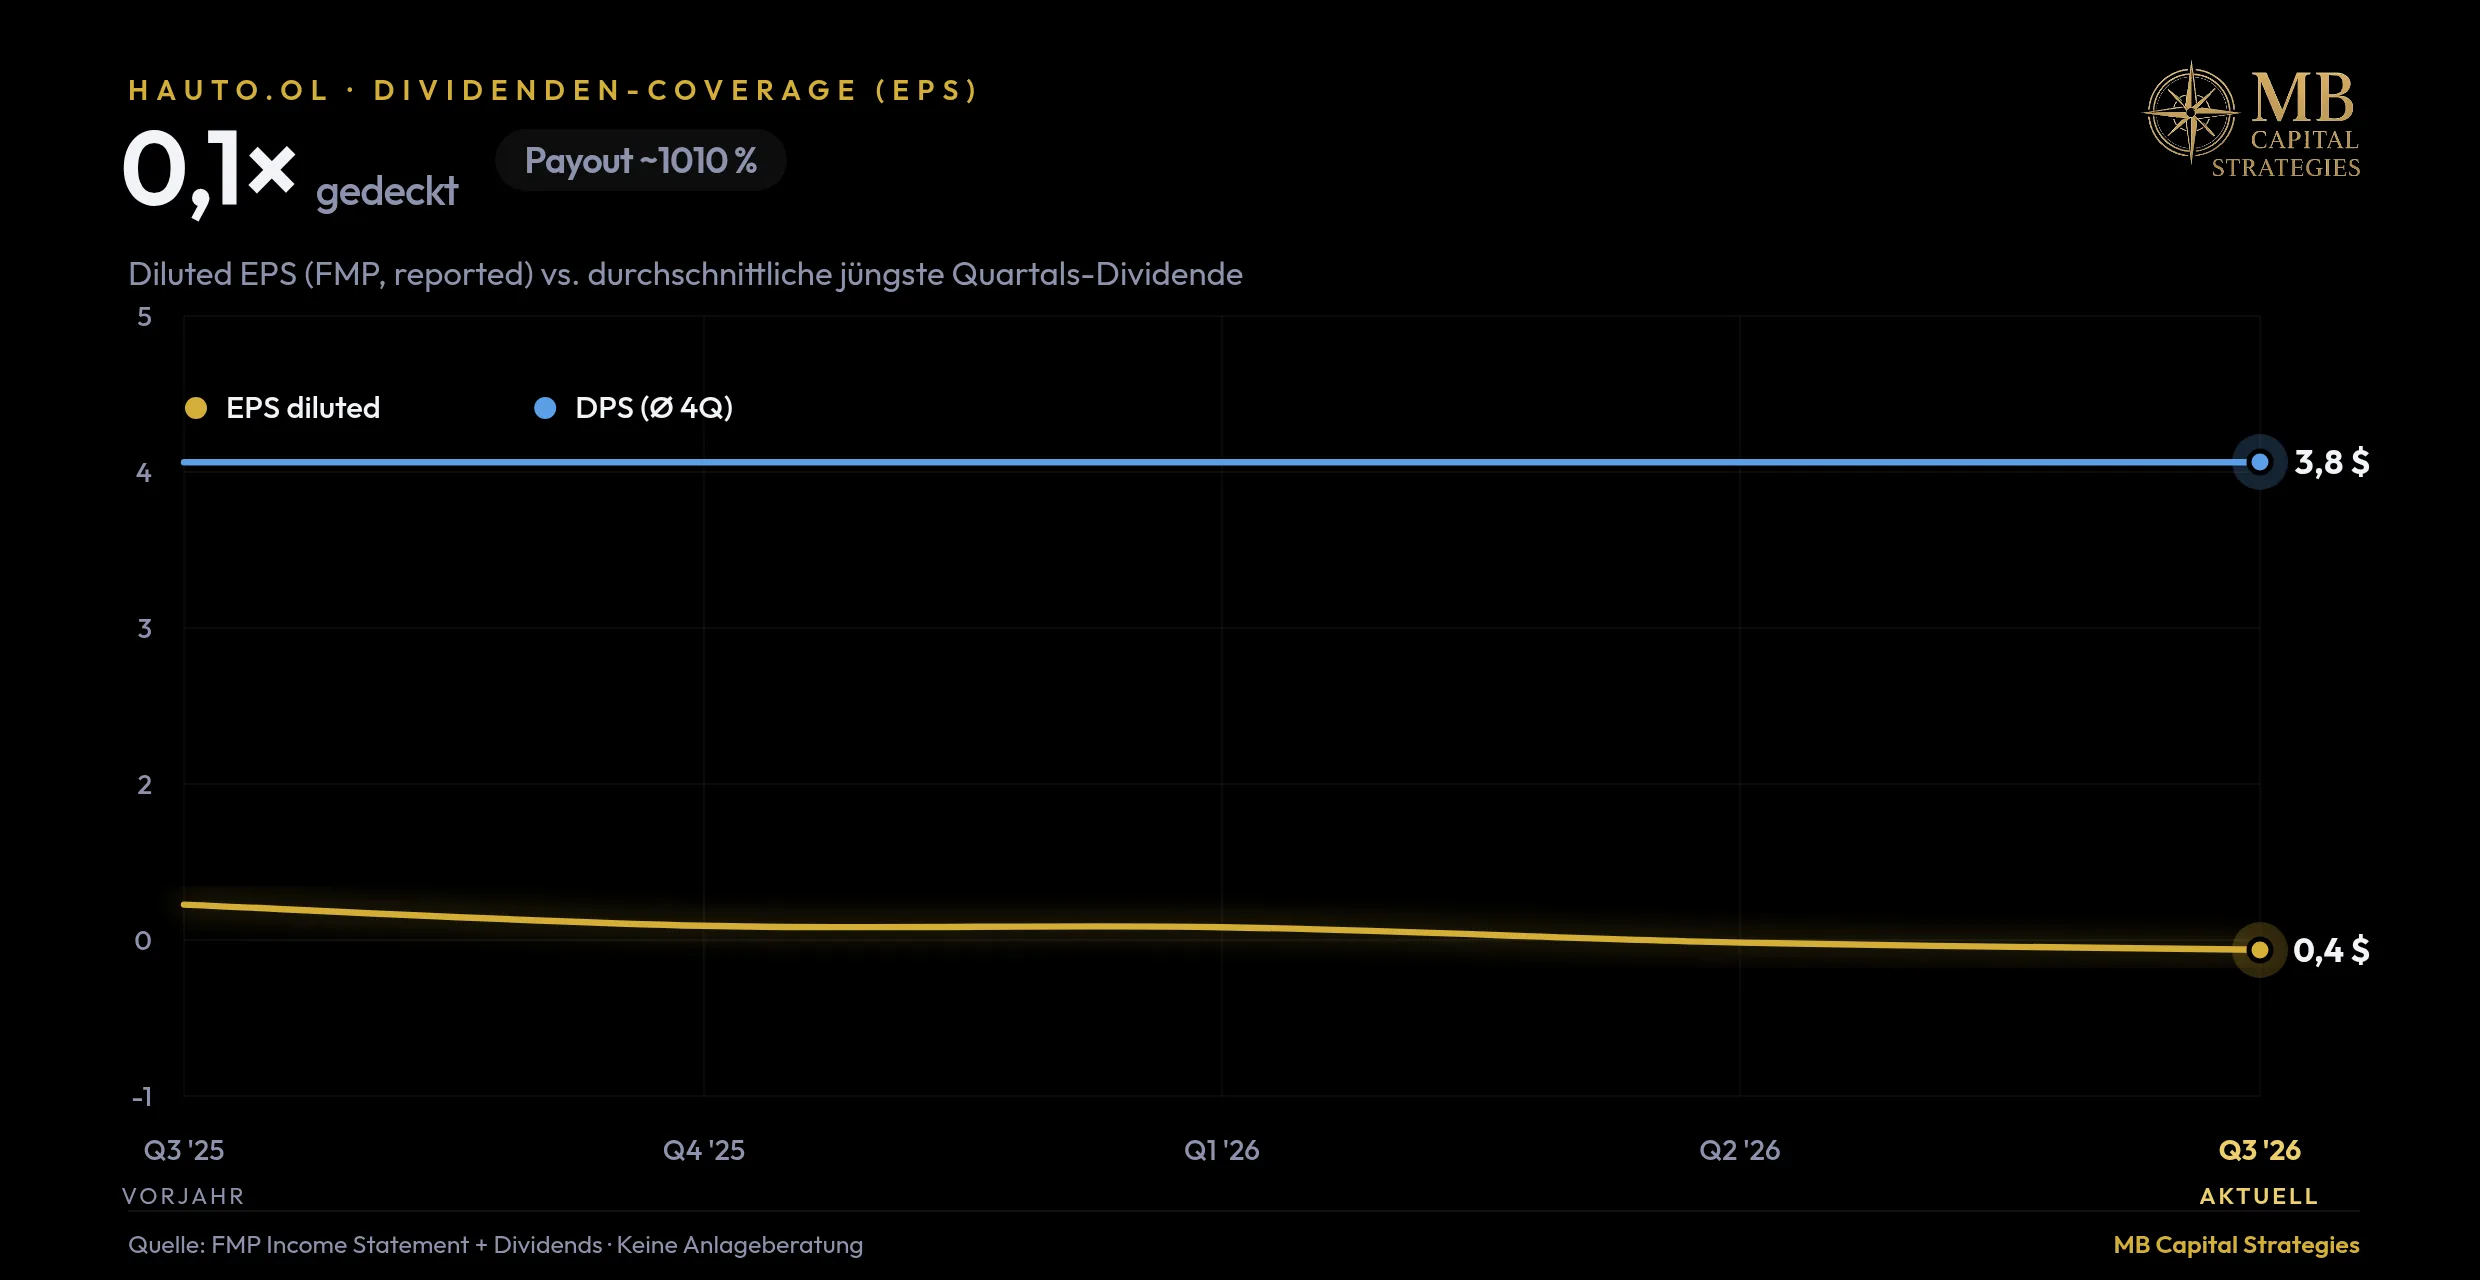 HAUTO.OL · DIVIDENDEN-COVERAGE (EPS)
0,1× gedeckt
Payout ~1010 %
MB
CAPITAL
STRATEGIES
Diluted EPS (FMP, reported) vs. durchschnittliche jüngste Quartals-Dividende
5
EPS diluted
DPS (Ø 4Q)
3,8 $
4
3
2
0
0,4 $
-1
Q3 '25
Q4 '25
Q1 '26
Q2 '26
Q3 '26
VORJAHR
AKTUELL
Quelle: FMP Income Statement + Dividends · Keine Anlageberatung
MB Capital Strategies